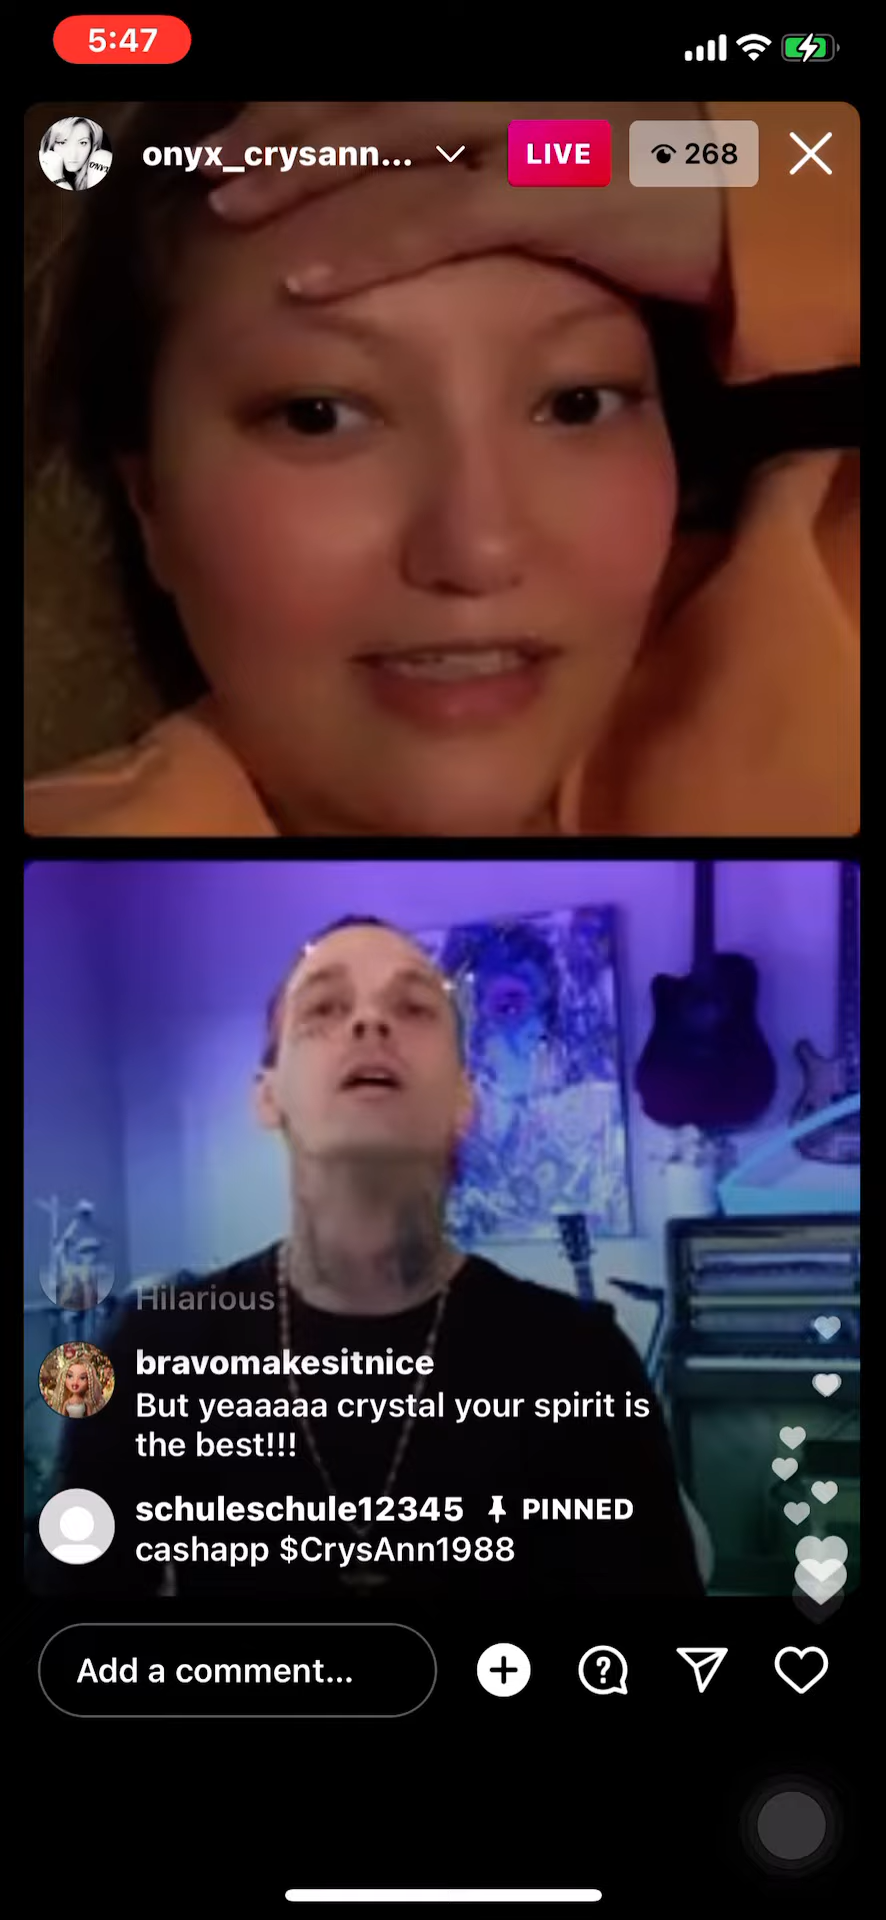 5:47
onyx_crysann...
LIVE
268
Hilarious
bravomakesitnice
But yeaaaaa crystal your spirit is
the best!!!
schuleschule12345 PINNED
cashapp $CrysAnn1988
Add a comment...